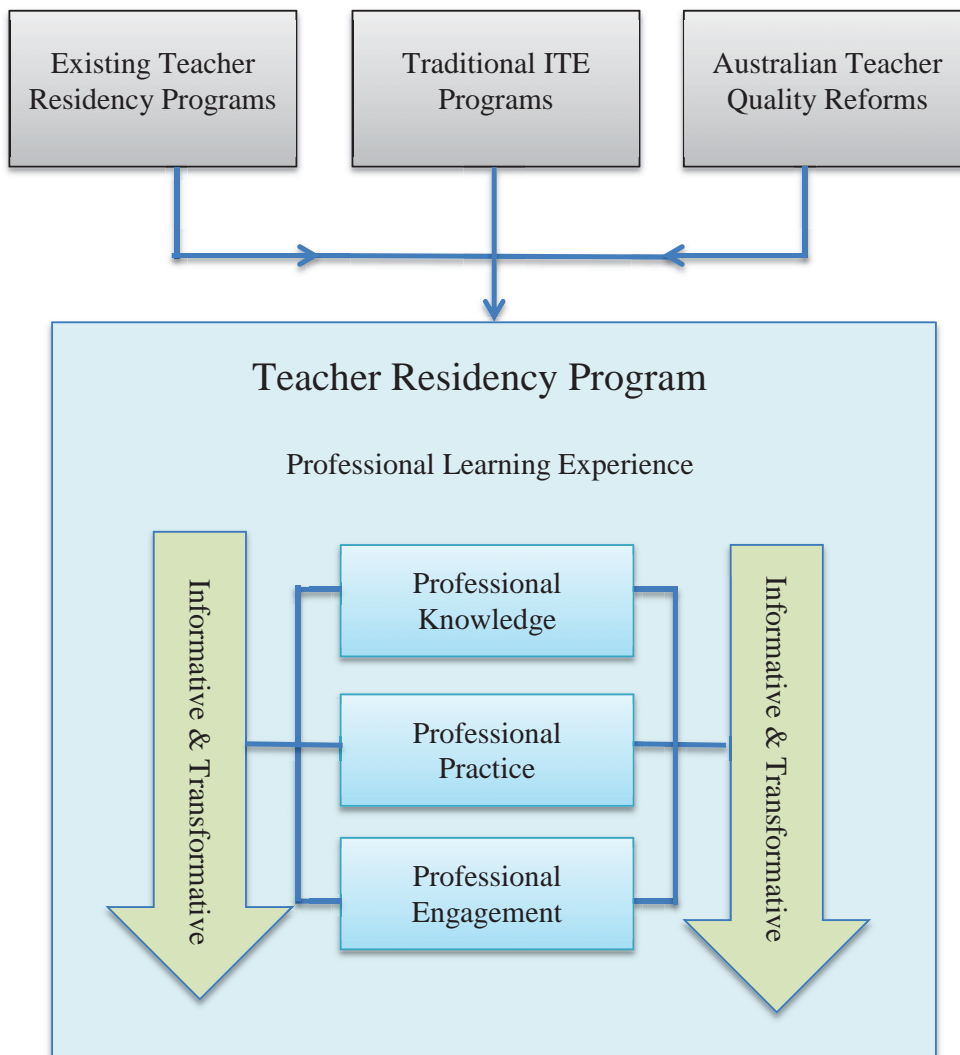 Existing Teacher
Residency Programs
Traditional ITE
Programs
Australian Teacher
Quality Reforms
Teacher Residency Program
Professional Learning Experience
Informative & Transformative
Professional
Knowledge
Professional
Practice
Professional
Engagement
Informative & Transformative